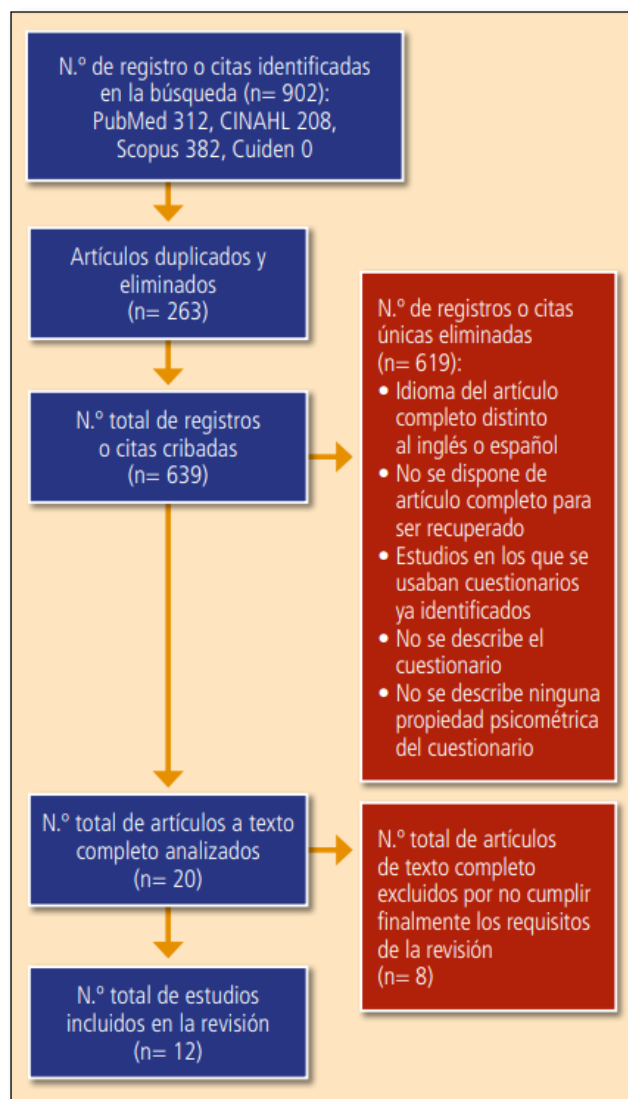 N.º de registro o citas identificadas
en la búsqueda (n= 902):
PubMed 312, CINAHL 208,
Scopus 382, Cuiden 0
Artículos duplicados y
eliminados
(n= 263)
N.º total de registros
o citas cribadas
(n= 639)
N.º de registros o citas
únicas eliminadas
(n= 619):
• Idioma del artículo
completo distinto
al inglés o español
• No se dispone de
artículo completo para
ser recuperado
• Estudios en los que se
usaban cuestionarios
ya identificados
• No se describe el
cuestionario
• No se describe ninguna
propiedad psicométrica
del cuestionario
N.º total de artículos a texto
completo analizados
(n= 20)
N.º total de artículos
de texto completo
excluidos por no cumplir
finalmente los requisitos
de la revisión
(n= 8)
N.º total de estudios
incluidos en la revisión
(n= 12)